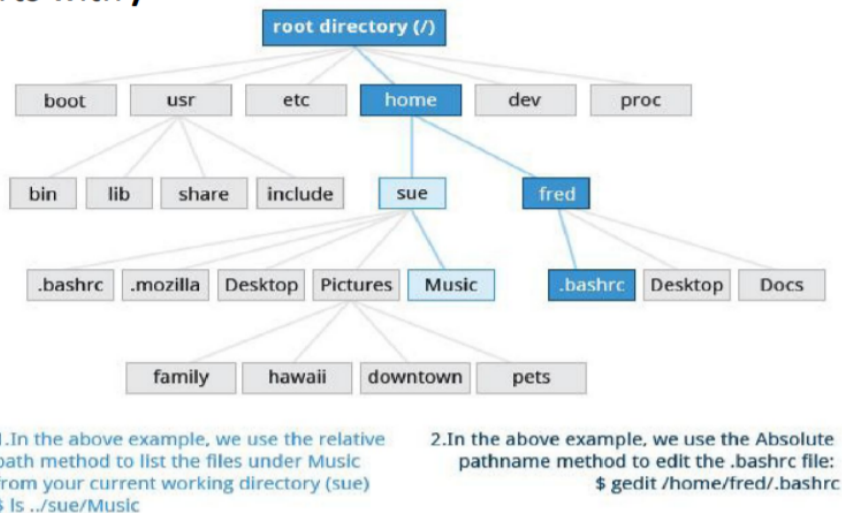 root directory (/)
boot usr etc home dev proc
bin lib share include sue fred
.bashrc .mozilla Desktop Pictures Music .bashrc Desktop Docs
family hawaii downtown pets
.In the above example, we use the relative
path method to list the files under Music
from your current working directory (sue)
$ ls ../sue/Music
2.In the above example, we use the Absolute
pathname method to edit the .bashrc file:
$ gedit /home/fred/.bashrc